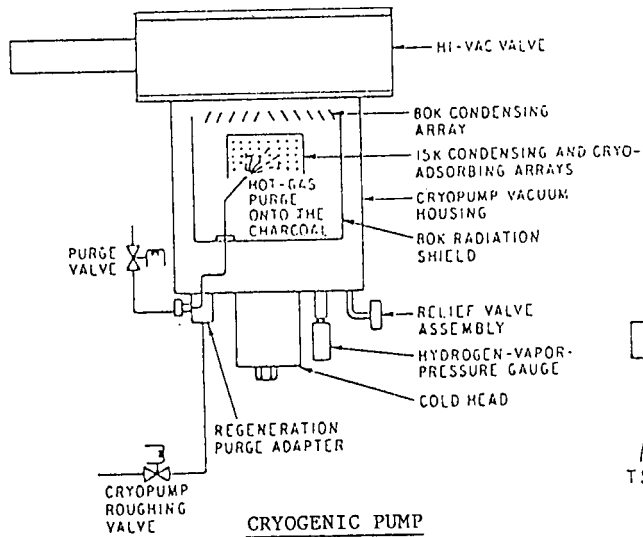 HI-VAC VALVE
80K CONDENSING
ARRAY
15K CONDENSING AND CRYO-
ADSORBING ARRAYS
HOT-GAS
PURGE
ONTO THE
CHARCOAL
CRYOPUMP VACUUM
HOUSING
80K RADIATION
SHIELD
PURGE
VALVE
RELIEF VALVE
ASSEMBLY
HYDROGEN-VAPOR-
PRESSURE GAUGE
COLD HEAD
REGENERATION
PURGE ADAPTER
CRYOPUMP
ROUGHING
VALVE
CRYOGENIC PUMP
TS